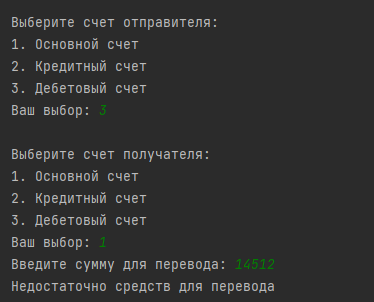 Выберите счет отправителя:
1. Основной счет
2. Кредитный счет
3. Дебетовый счет
Ваш выбор: 3
Выберите счет получателя:
1. Основной счет
2. Кредитный счет
3. Дебетовый счет
Ваш выбор: 1
Введите сумму для перевода: 14512
Недостаточно средств для перевода